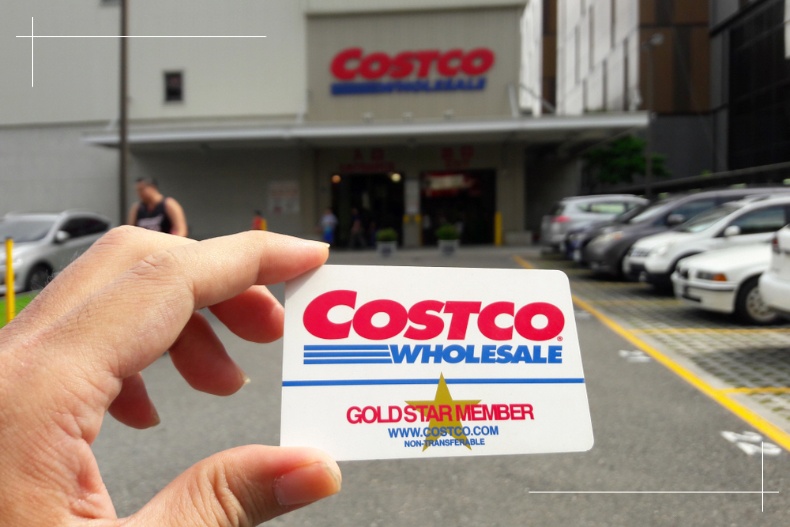 COSTCO
WHOLESALE
COSTCO
WHOLESALE
GOLD STAR MEMBER
WWW.COSTCO.COM
NON-TRANSFERABLE